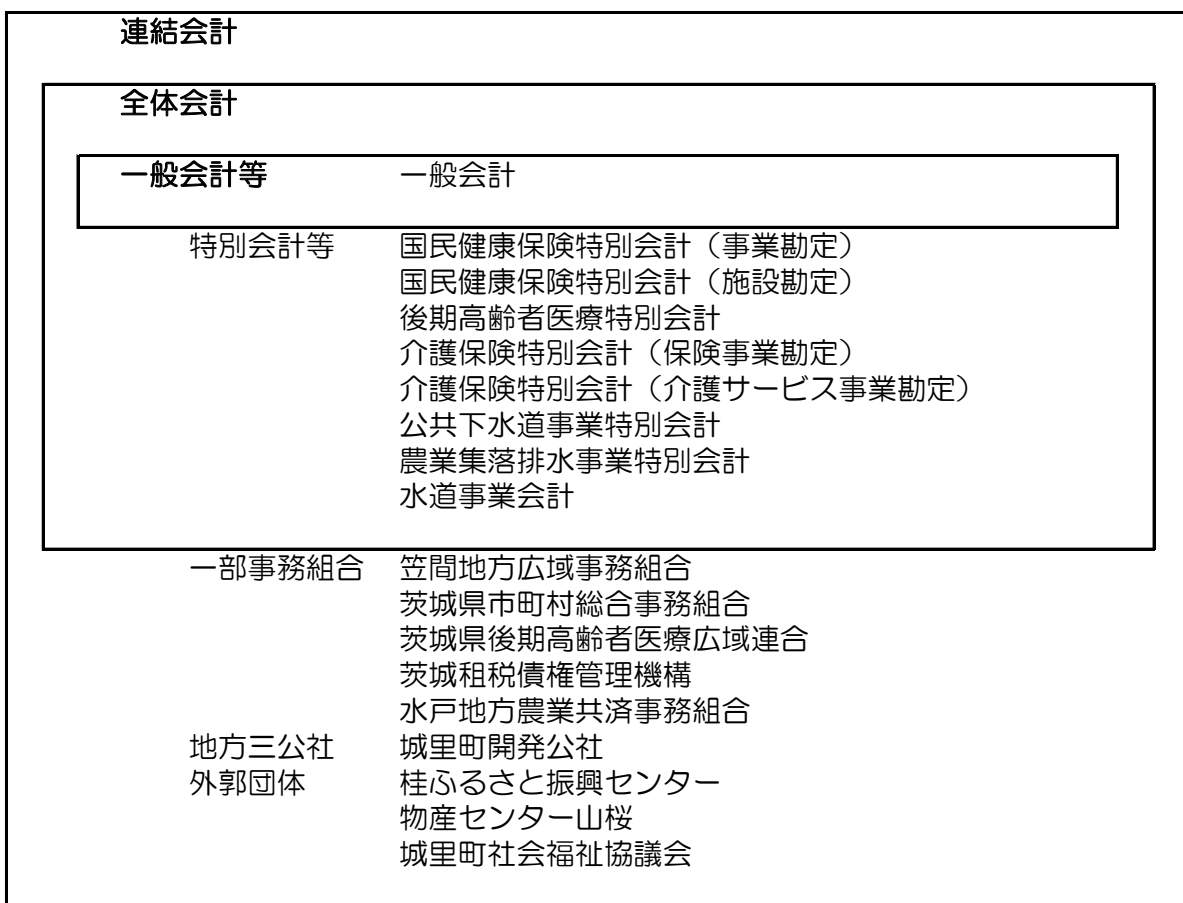 連結会計
全体会計
一般会計等 一般会計
特別会計等 国民健康保険特別会計（事業勘定）
国民健康保険特別会計（施設勘定）
後期高齢者医療特別会計
介護保険特別会計（保険事業勘定）
介護保険特別会計（介護サービス事業勘定）
公共下水道事業特別会計
農業集落排水事業特別会計
水道事業会計
一部事務組合 笠間地方広域事務組合
茨城県市町村総合事務組合
茨城県後期高齢者医療広域連合
茨城租税債権管理機構
水戸地方農業共済事務組合
地方三公社 城里町開発公社
外郭団体 桂ふるさと振興センター
物産センター山桜
城里町社会福祉協議会